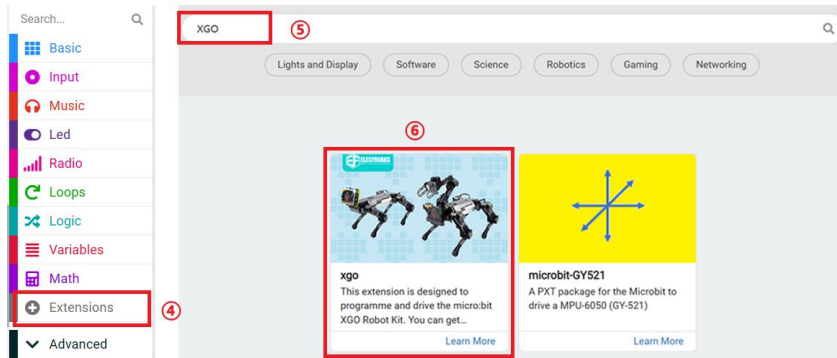 Search...
Basic
Input
Music
Led
Radio
Loops
Logic
Variables
Math
Extensions
④
Advanced
XGO
⑤
Lights and Display
Software
Science
Robotics
Gaming
Networking
⑥
ELECFREAKS
xgo
This extension is designed to
programme and drive the micro:bit
XGO Robot Kit. You can get...
Learn More
microbit-GY521
A PXT package for the Microbit to
drive a MPU-6050 (GY-521)
Learn More